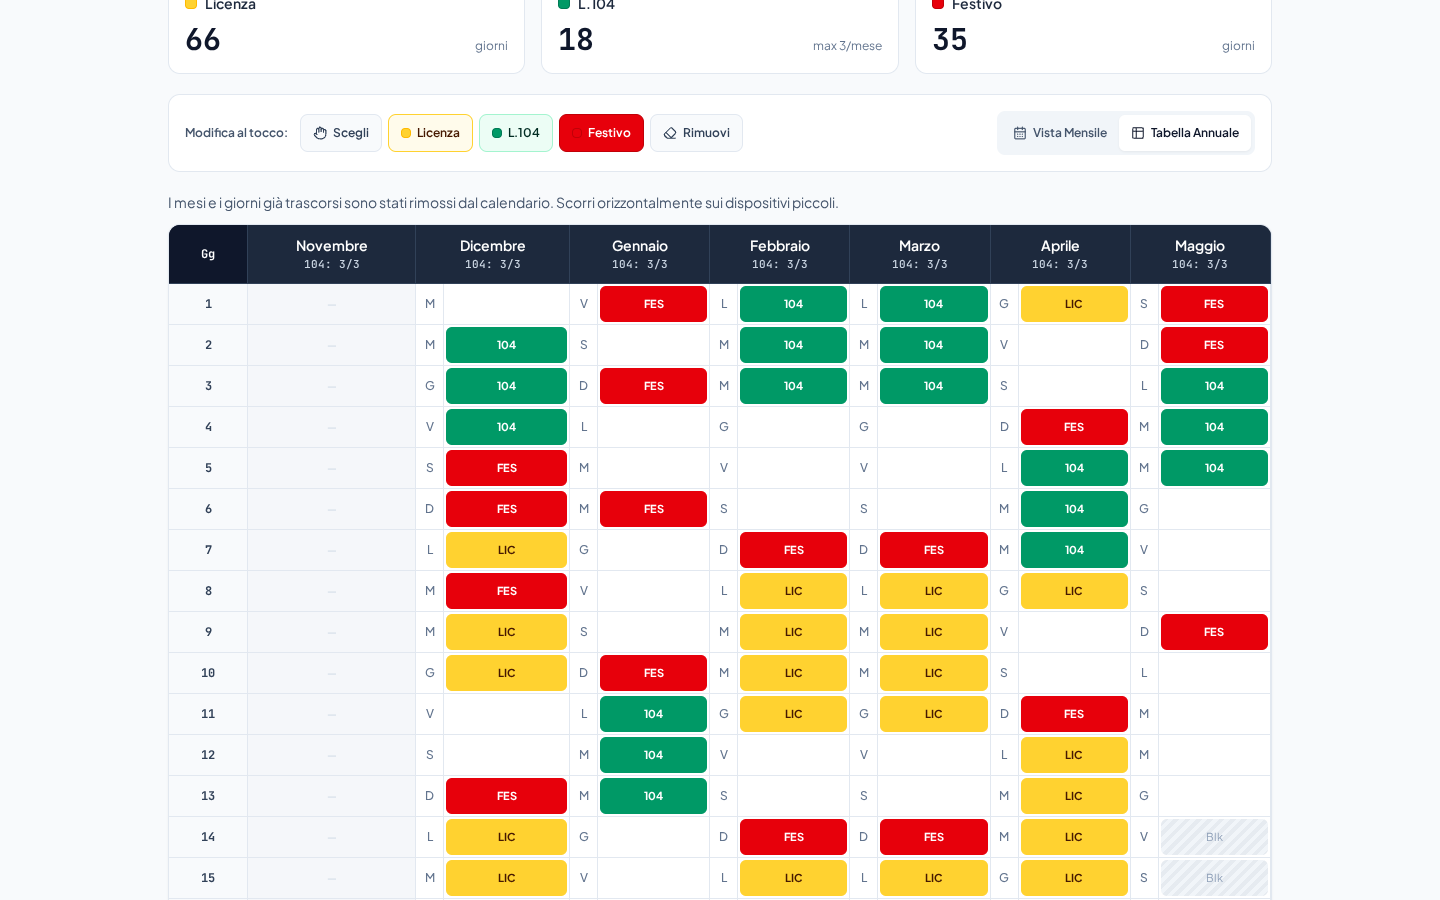 Licenza L.104 Festivo
66 giorni 18 max 3/mese 35 giorni
Modifica al tocco: Scegli Licenza L.104 Festivo Rimuovi Vista Mensile Tabella Annuale
I mesi e i giorni già trascorsi sono stati rimossi dal calendario. Scorri orizzontalmente sui dispositivi piccoli.
Gg Novembre Dicembre Gennaio Febbraio Marzo Aprile Maggio
104: 3/3 104: 3/3 104: 3/3 104: 3/3 104: 3/3 104: 3/3 104: 3/3
1 — M V FES L 104 L 104 G LIC S FES
2 — M 104 S M 104 M 104 V D FES
3 — G 104 D FES M 104 M 104 S L 104
4 — V 104 L G G D FES M 104
5 — S FES M V V L 104 M 104
6 — D FES M FES S S M 104 G
7 — L LIC G D FES D FES M 104 V
8 — M FES V L LIC L LIC G LIC S
9 — M LIC S M LIC M LIC V D FES
10 — G LIC D FES M LIC M LIC S L
11 — V L 104 G LIC G LIC D FES M
12 — S M 104 V V L LIC M
13 — D FES M 104 S S M LIC G
14 — L LIC G D FES D FES M LIC V Blk
15 — M LIC V L LIC L LIC G LIC S Blk